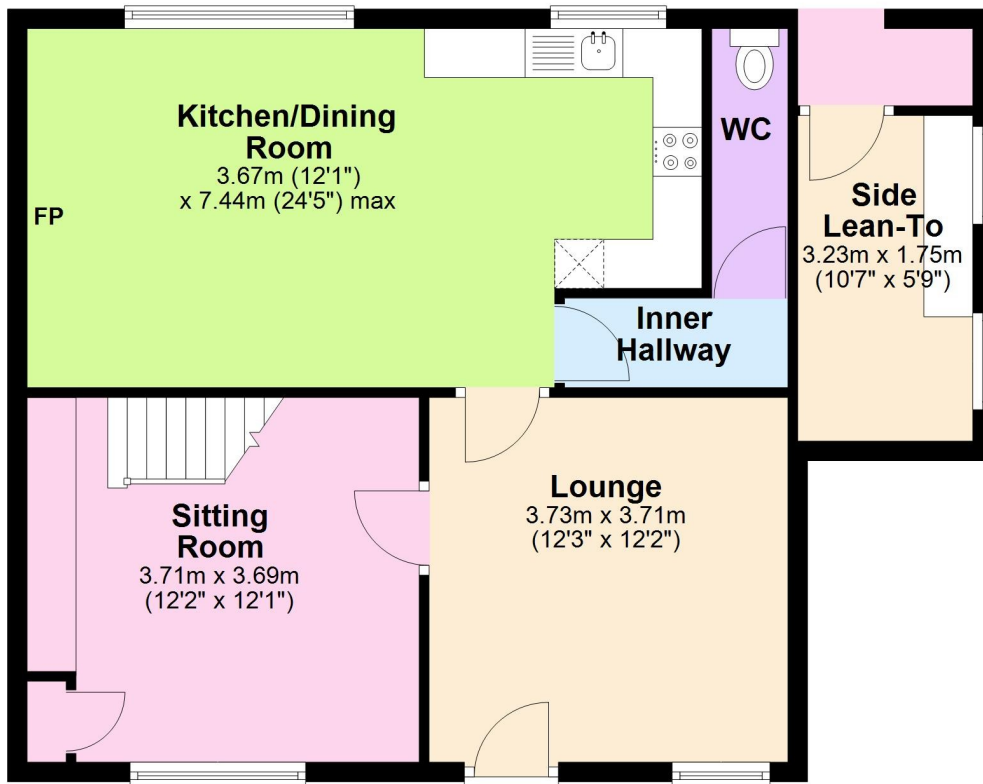 Kitchen/Dining
Room
3.67m (12'1")
x 7.44m (24'5") max
FP
WC
Side
Lean-To
3.23m x 1.75m
(10'7" x 5'9")
Inner
Hallway
Sitting
Room
3.71m x 3.69m
(12'2" x 12'1")
Lounge
3.73m x 3.71m
(12'3" x 12'2")